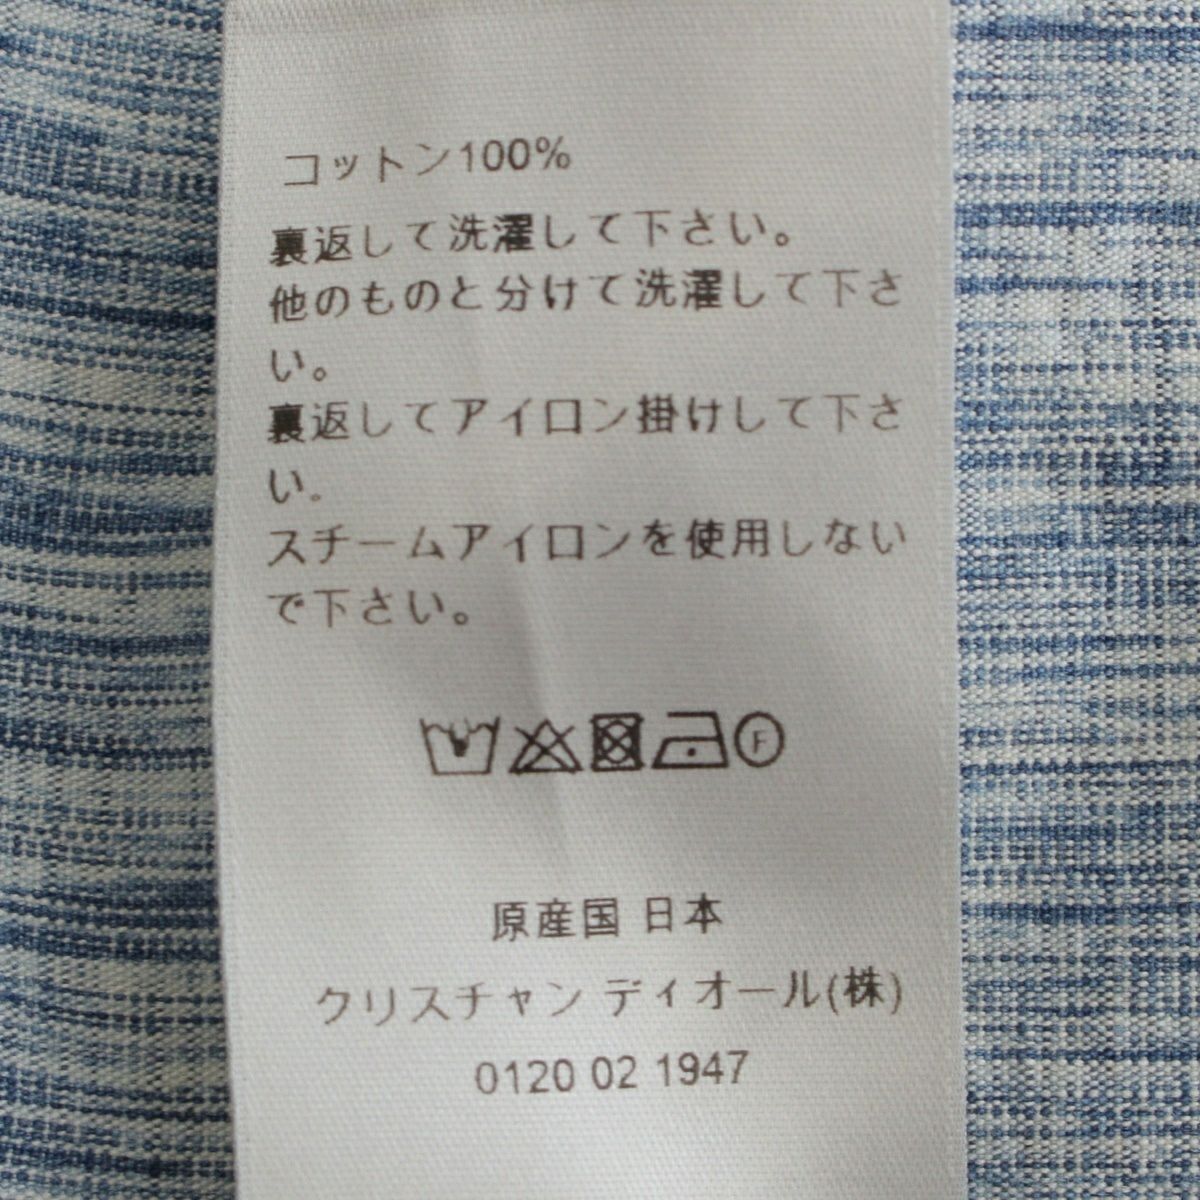 コットン100%
裏返して洗濯して下さい。
他のものと分けて洗濯して下さ
い。
裏返してアイロン掛けして下さ
い。
スチームアイロンを使用しない
で下さい。
F
原産国 日本
クリスチャン ディオール(株)
0120 02 1947